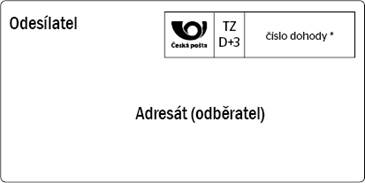 Odesílatel
Česká pošta
TZ
D+3
číslo dohody *
Adresát (odběratel)